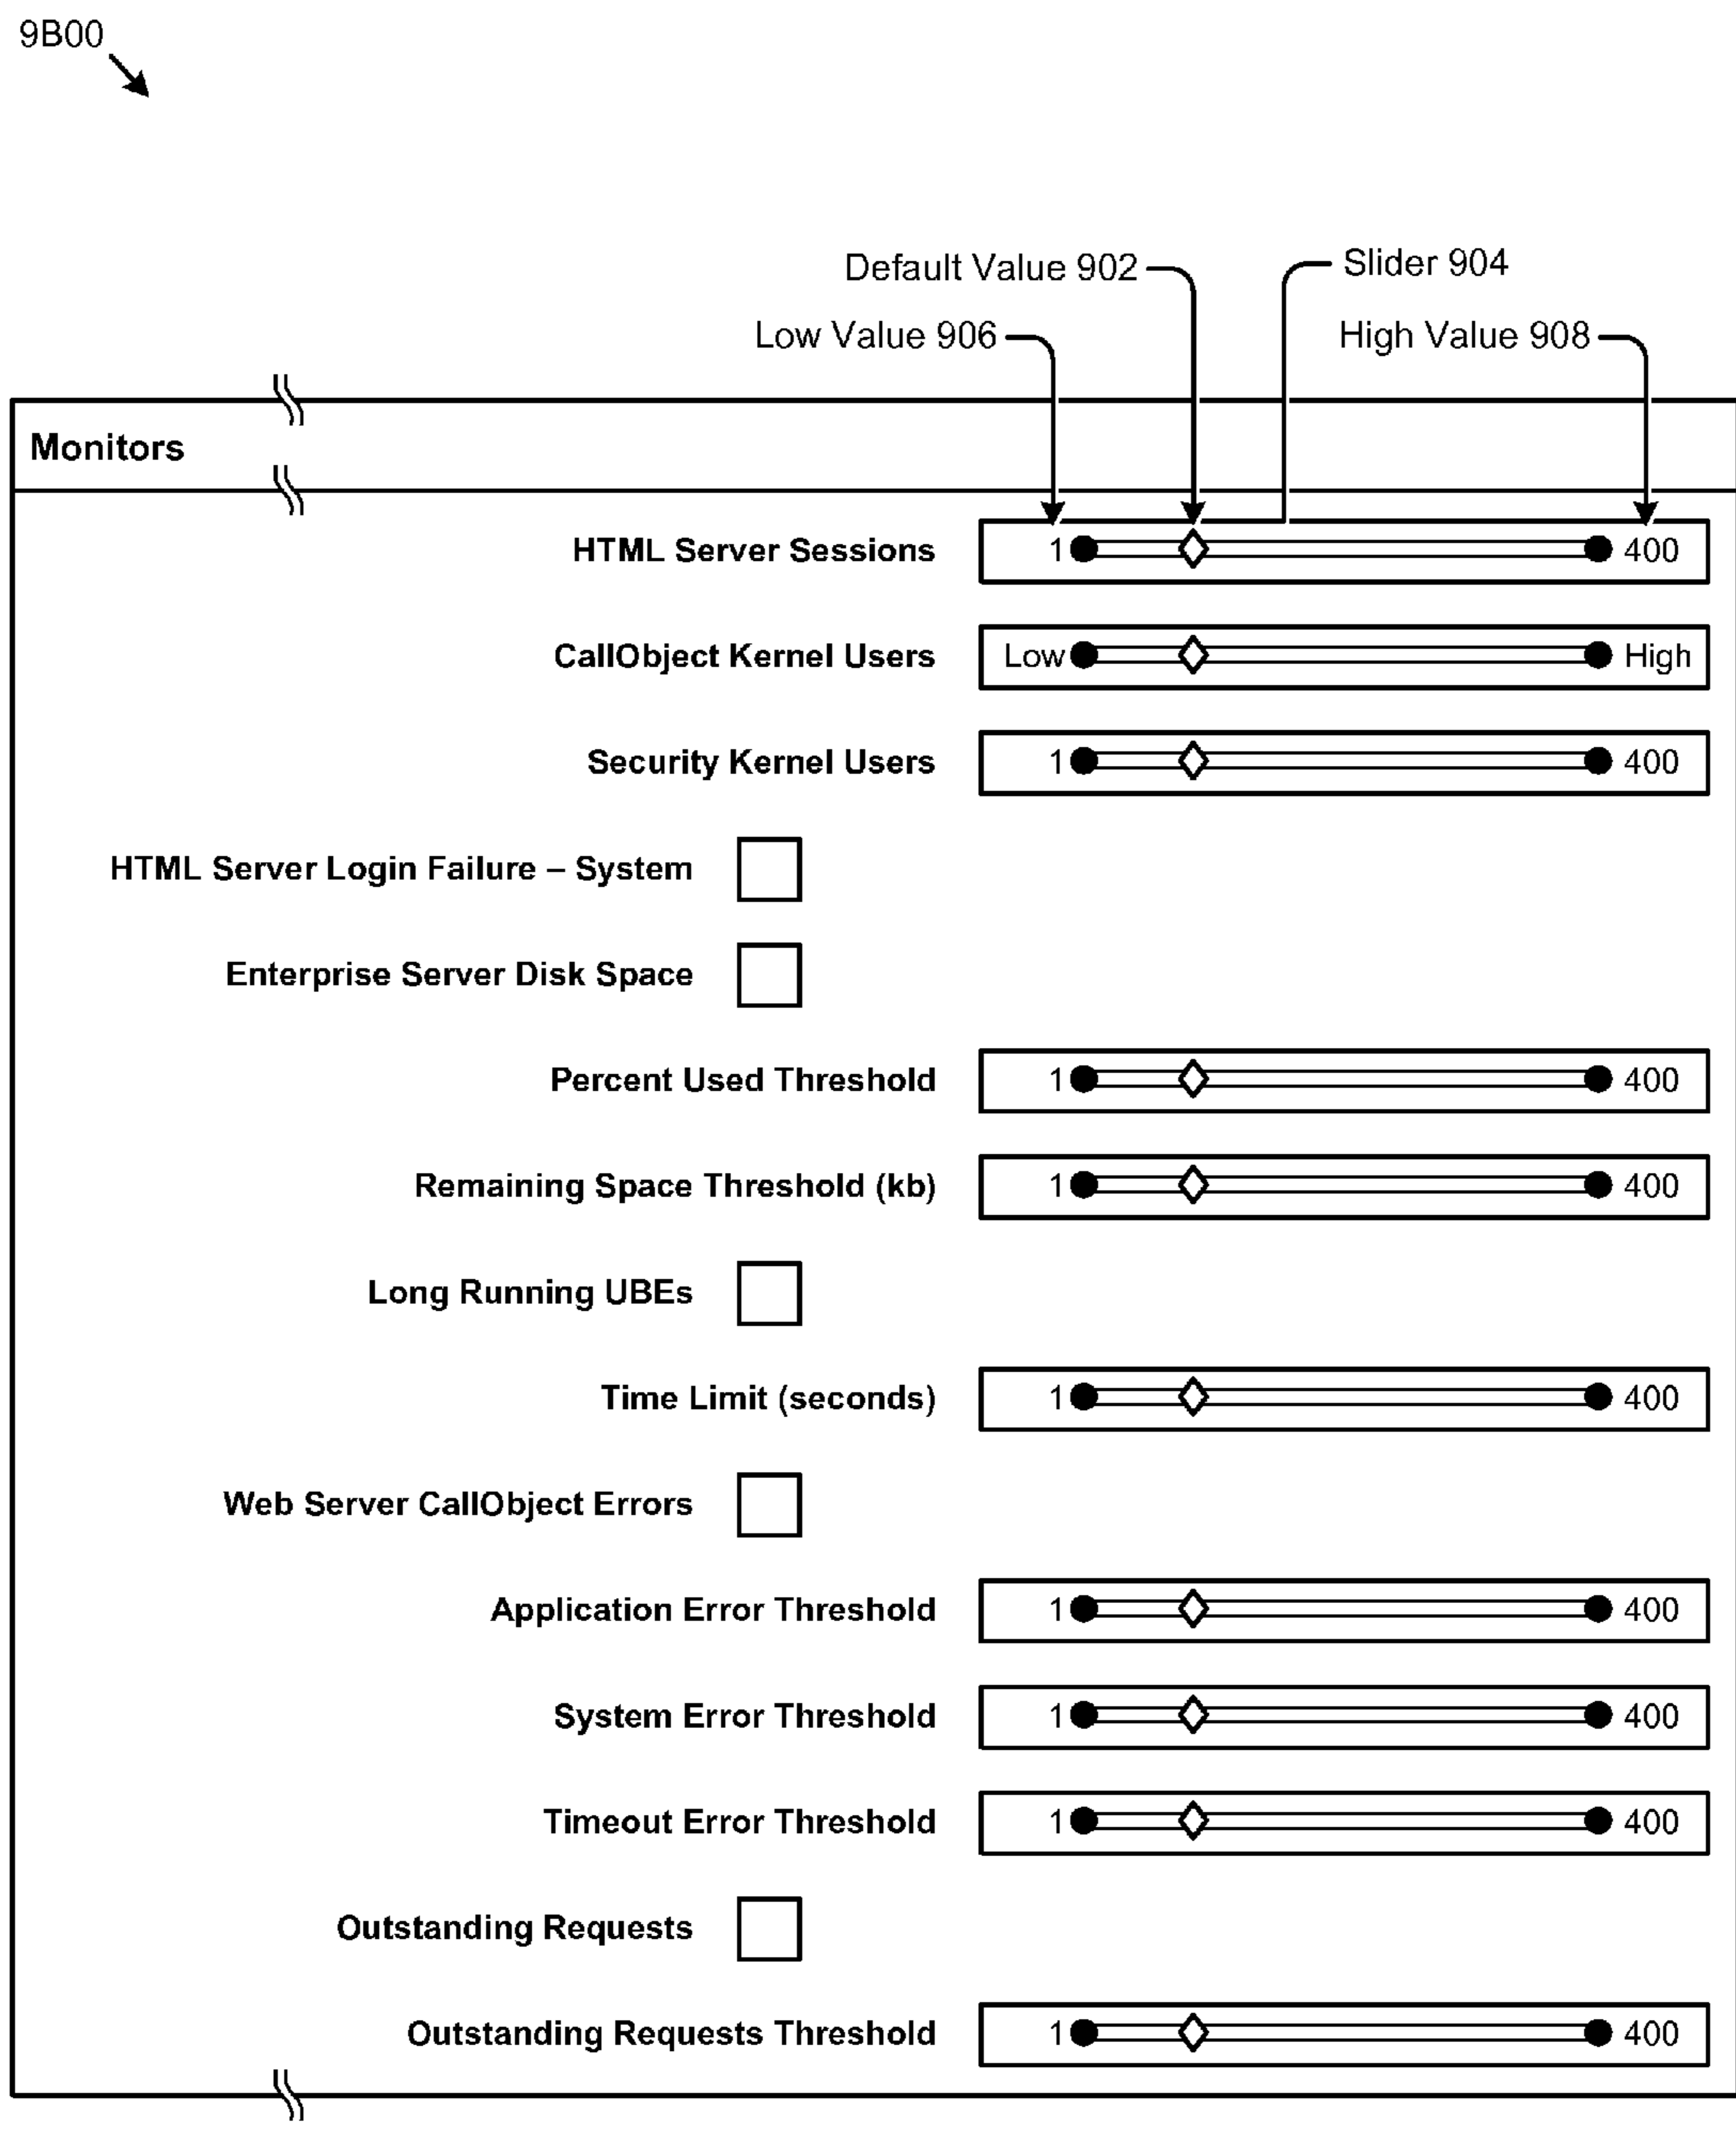 9B00
Default Value 902
Slider 904
Low Value 906
High Value 908
Monitors
HTML Server Sessions 1 400
CallObject Kernel Users Low High
Security Kernel Users 1 400
HTML Server Login Failure – System
Enterprise Server Disk Space
Percent Used Threshold 1 400
Remaining Space Threshold (kb) 1 400
Long Running UBEs
Time Limit (seconds) 1 400
Web Server CallObject Errors
Application Error Threshold 1 400
System Error Threshold 1 400
Timeout Error Threshold 1 400
Outstanding Requests
Outstanding Requests Threshold 1 400